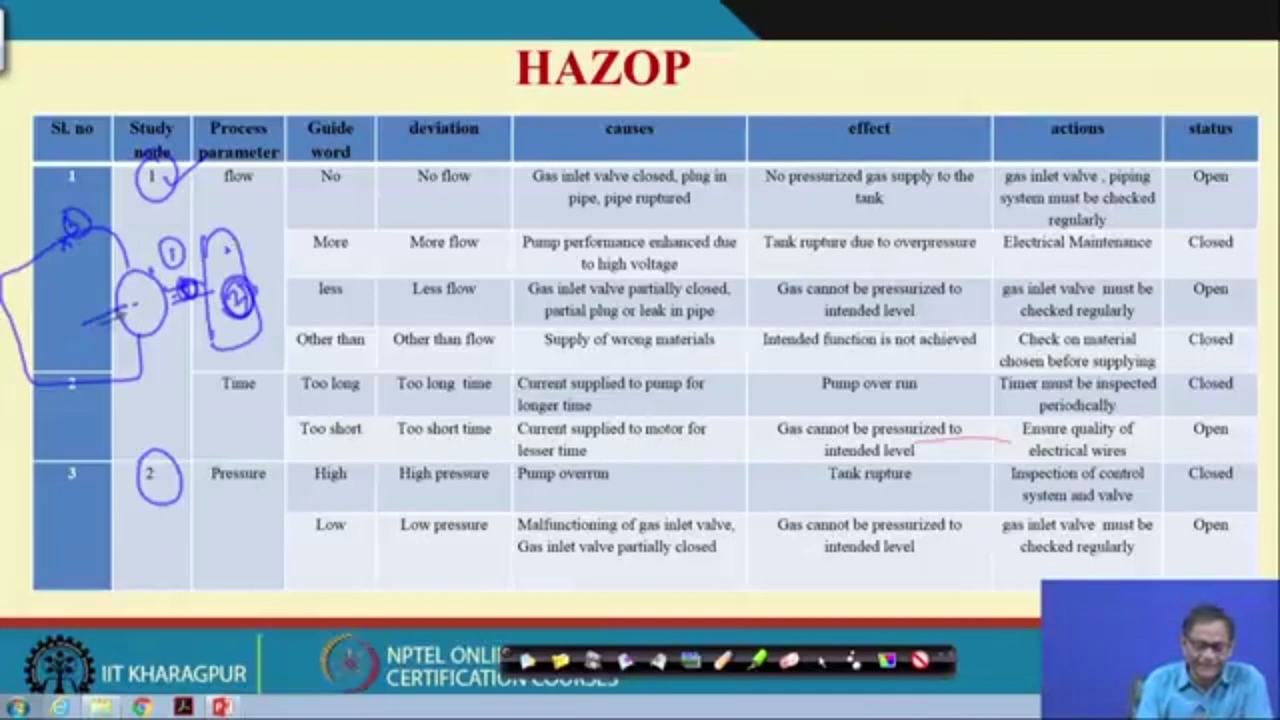 HAZOP
Sl. no Study node Process parameter Guide word deviation causes effect actions status
1 1 flow No No flow Gas inlet valve closed, plug in pipe, pipe ruptured No pressurized gas supply to the tank gas inlet valve , piping system must be checked regularly Open
More More flow Pump performance enhanced due to high voltage Tank rupture due to overpressure Electrical Maintenance Closed
less Less flow Gas inlet valve partially closed, partial plug or leak in pipe Gas cannot be pressurized to intended level gas inlet valve must be checked regularly Open
Other than Other than flow Supply of wrong materials Intended function is not achieved Check on material chosen before supplying Closed
2 Time Too long Too long time Current supplied to pump for longer time Pump over run Timer must be inspected periodically Closed
Too short Too short time Current supplied to motor for lesser time Gas cannot be pressurized to intended level Ensure quality of electrical wires Open
3 2 Pressure High High pressure Pump overrun Tank rupture Inspection of control system and valve Closed
Low Low pressure Malfunctioning of gas inlet valve, Gas inlet valve partially closed Gas cannot be pressurized to intended level gas inlet valve must be checked regularly Open
3
1
2
IIT KHARAGPUR
NPTEL ONLI
CERTIFICATION COURSES